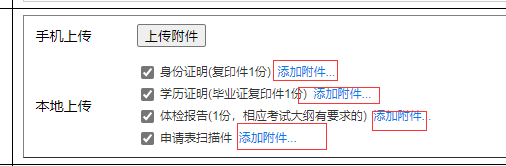 手机上传 上传附件
身份证明(复印件1份) 添加附件...
学历证明(毕业证复印件1份) 添加附件...
本地上传
体检报告(1份，相应考试大纲有要求的) 添加附件...
申请表扫描件 添加附件...